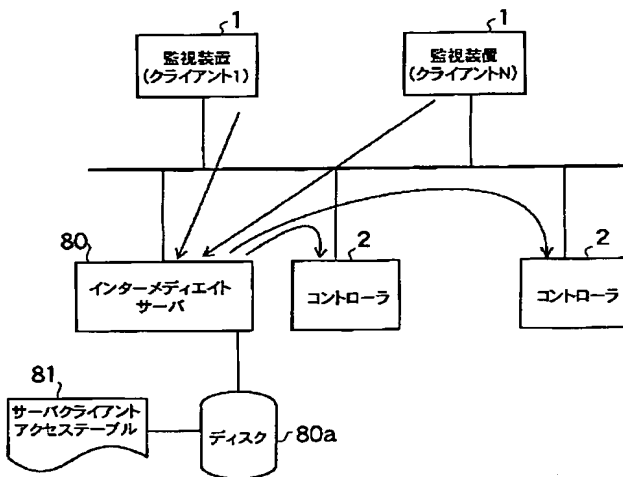 1
監視装置
(クライアント1)
1
監視装置
(クライアントN)
80
インターメディエイト
サーバ
2
コントローラ
2
コントローラ
81
サーバクライアント
アクセステーブル
ディスク
80a